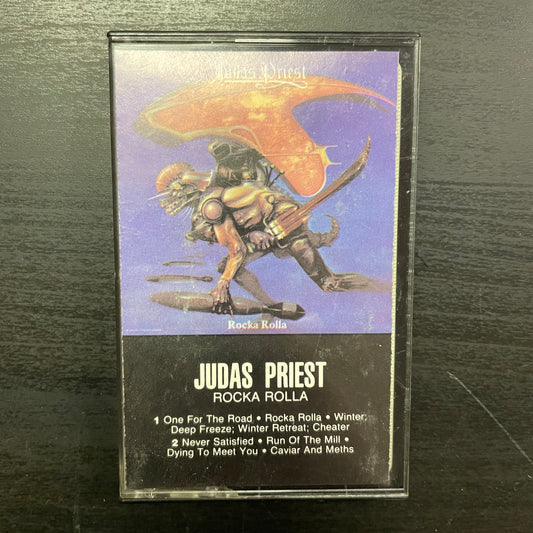 Judas Priest
Rocka Rolla
JUDAS PRIEST
ROCKA ROLLA
1 One For The Road • Rocka Rolla • Winter;
Deep Freeze; Winter Retreat; Cheater
2 Never Satisfied • Run Of The Mill •
Dying To Meet You • Caviar And Meths